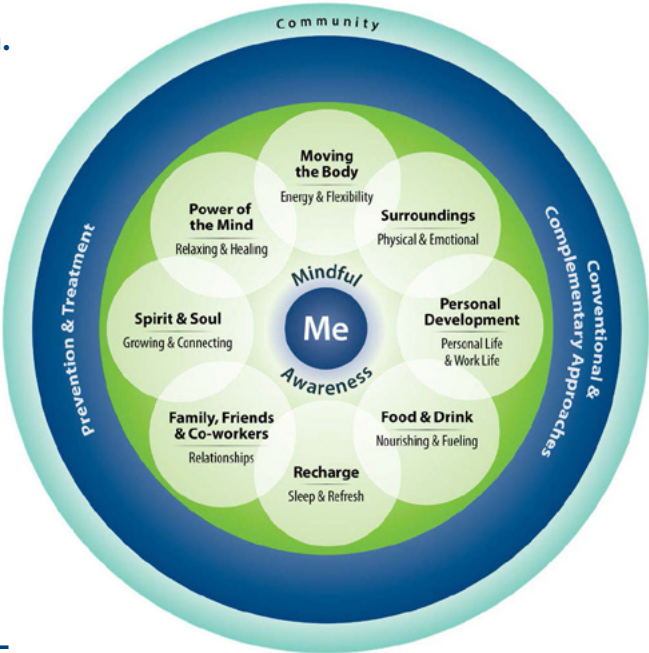 Community
Prevention & Treatment
Conventional &
Complementary Approaches
Moving
the Body
Energy & Flexibility
Surroundings
Physical & Emotional
Personal
Development
Personal Life
& Work Life
Food & Drink
Nourishing & Fueling
Recharge
Sleep & Refresh
Family, Friends
& Co-workers
Relationships
Spirit & Soul
Growing & Connecting
Power of
the Mind
Relaxing & Healing
Mindful
Me
Awareness